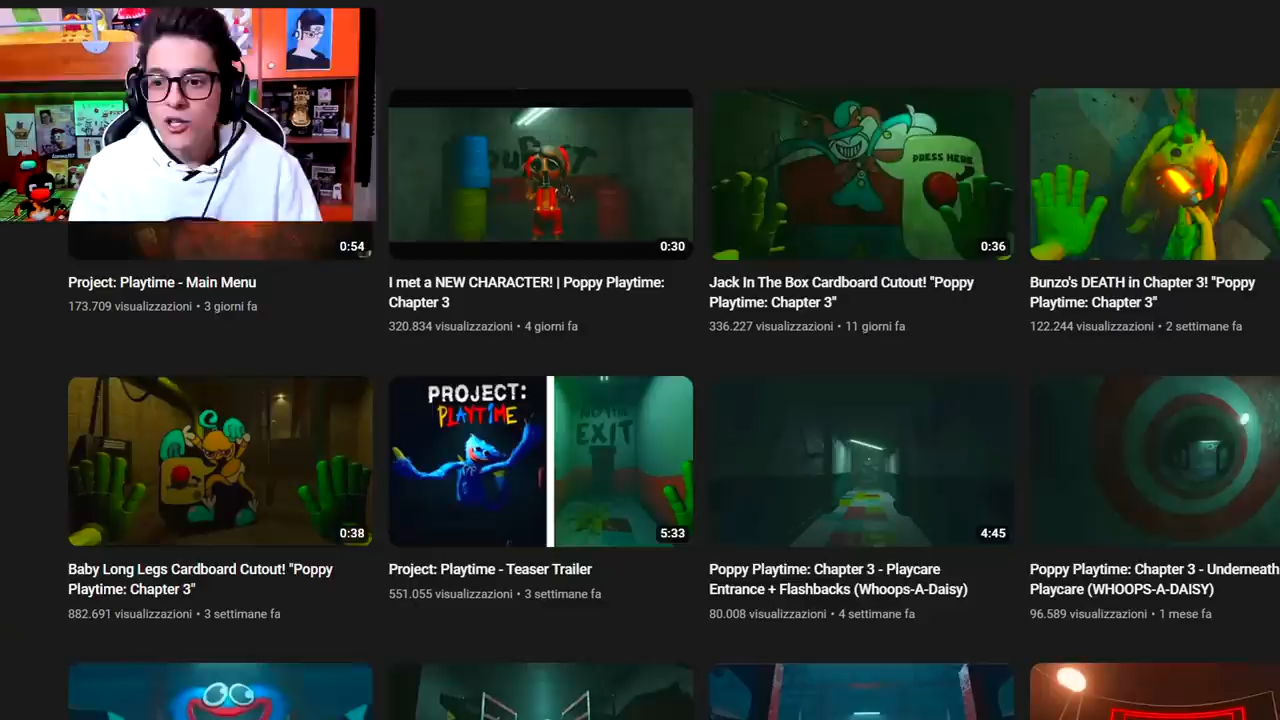 PRESS HERE
0:54
0:30
0:36
Project: Playtime - Main Menu
173.709 visualizzazioni • 3 giorni fa
I met a NEW CHARACTER! | Poppy Playtime:
Chapter 3
320.834 visualizzazioni • 4 giorni fa
Jack In The Box Cardboard Cutout! "Poppy
Playtime: Chapter 3"
336.227 visualizzazioni • 11 giorni fa
Bunzo's DEATH in Chapter 3! "Poppy
Playtime: Chapter 3"
122.244 visualizzazioni • 2 settimane fa
PROJECT:
PLAYTIME
EXIT
0:38
5:33
4:45
Baby Long Legs Cardboard Cutout! "Poppy
Playtime: Chapter 3"
882.691 visualizzazioni • 3 settimane fa
Project: Playtime - Teaser Trailer
551.055 visualizzazioni • 3 settimane fa
Poppy Playtime: Chapter 3 - Playcare
Entrance + Flashbacks (Whoops-A-Daisy)
80.008 visualizzazioni • 4 settimane fa
Poppy Playtime: Chapter 3 - Underneath
Playcare (WHOOPS-A-DAISY)
96.589 visualizzazioni • 1 mese fa